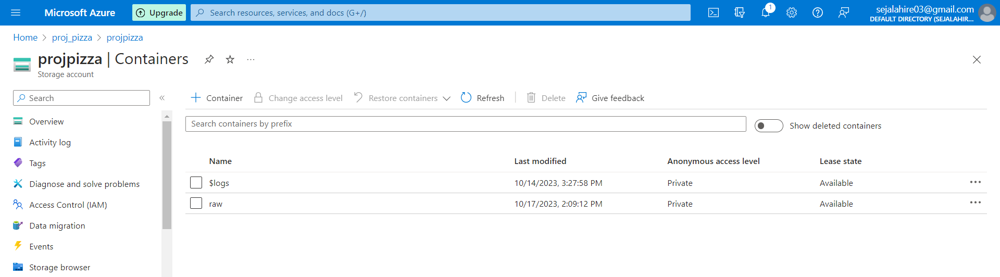 Microsoft Azure
Upgrade
Search resources, services, and docs (G+/)
1
sejalahire03@gmail.com
DEFAULT DIRECTORY (SEJALAHIR...
Home > proj_pizza > projpizza
projpizza | Containers
Storage account
Search
Container
Change access level
Restore containers
Refresh
Delete
Give feedback
Search containers by prefix
Show deleted containers
Overview
Activity log
Tags
Diagnose and solve problems
Access Control (IAM)
Data migration
Events
Storage browser
Name Last modified Anonymous access level Lease state
$logs 10/14/2023, 3:27:58 PM Private Available
raw 10/17/2023, 2:09:12 PM Private Available